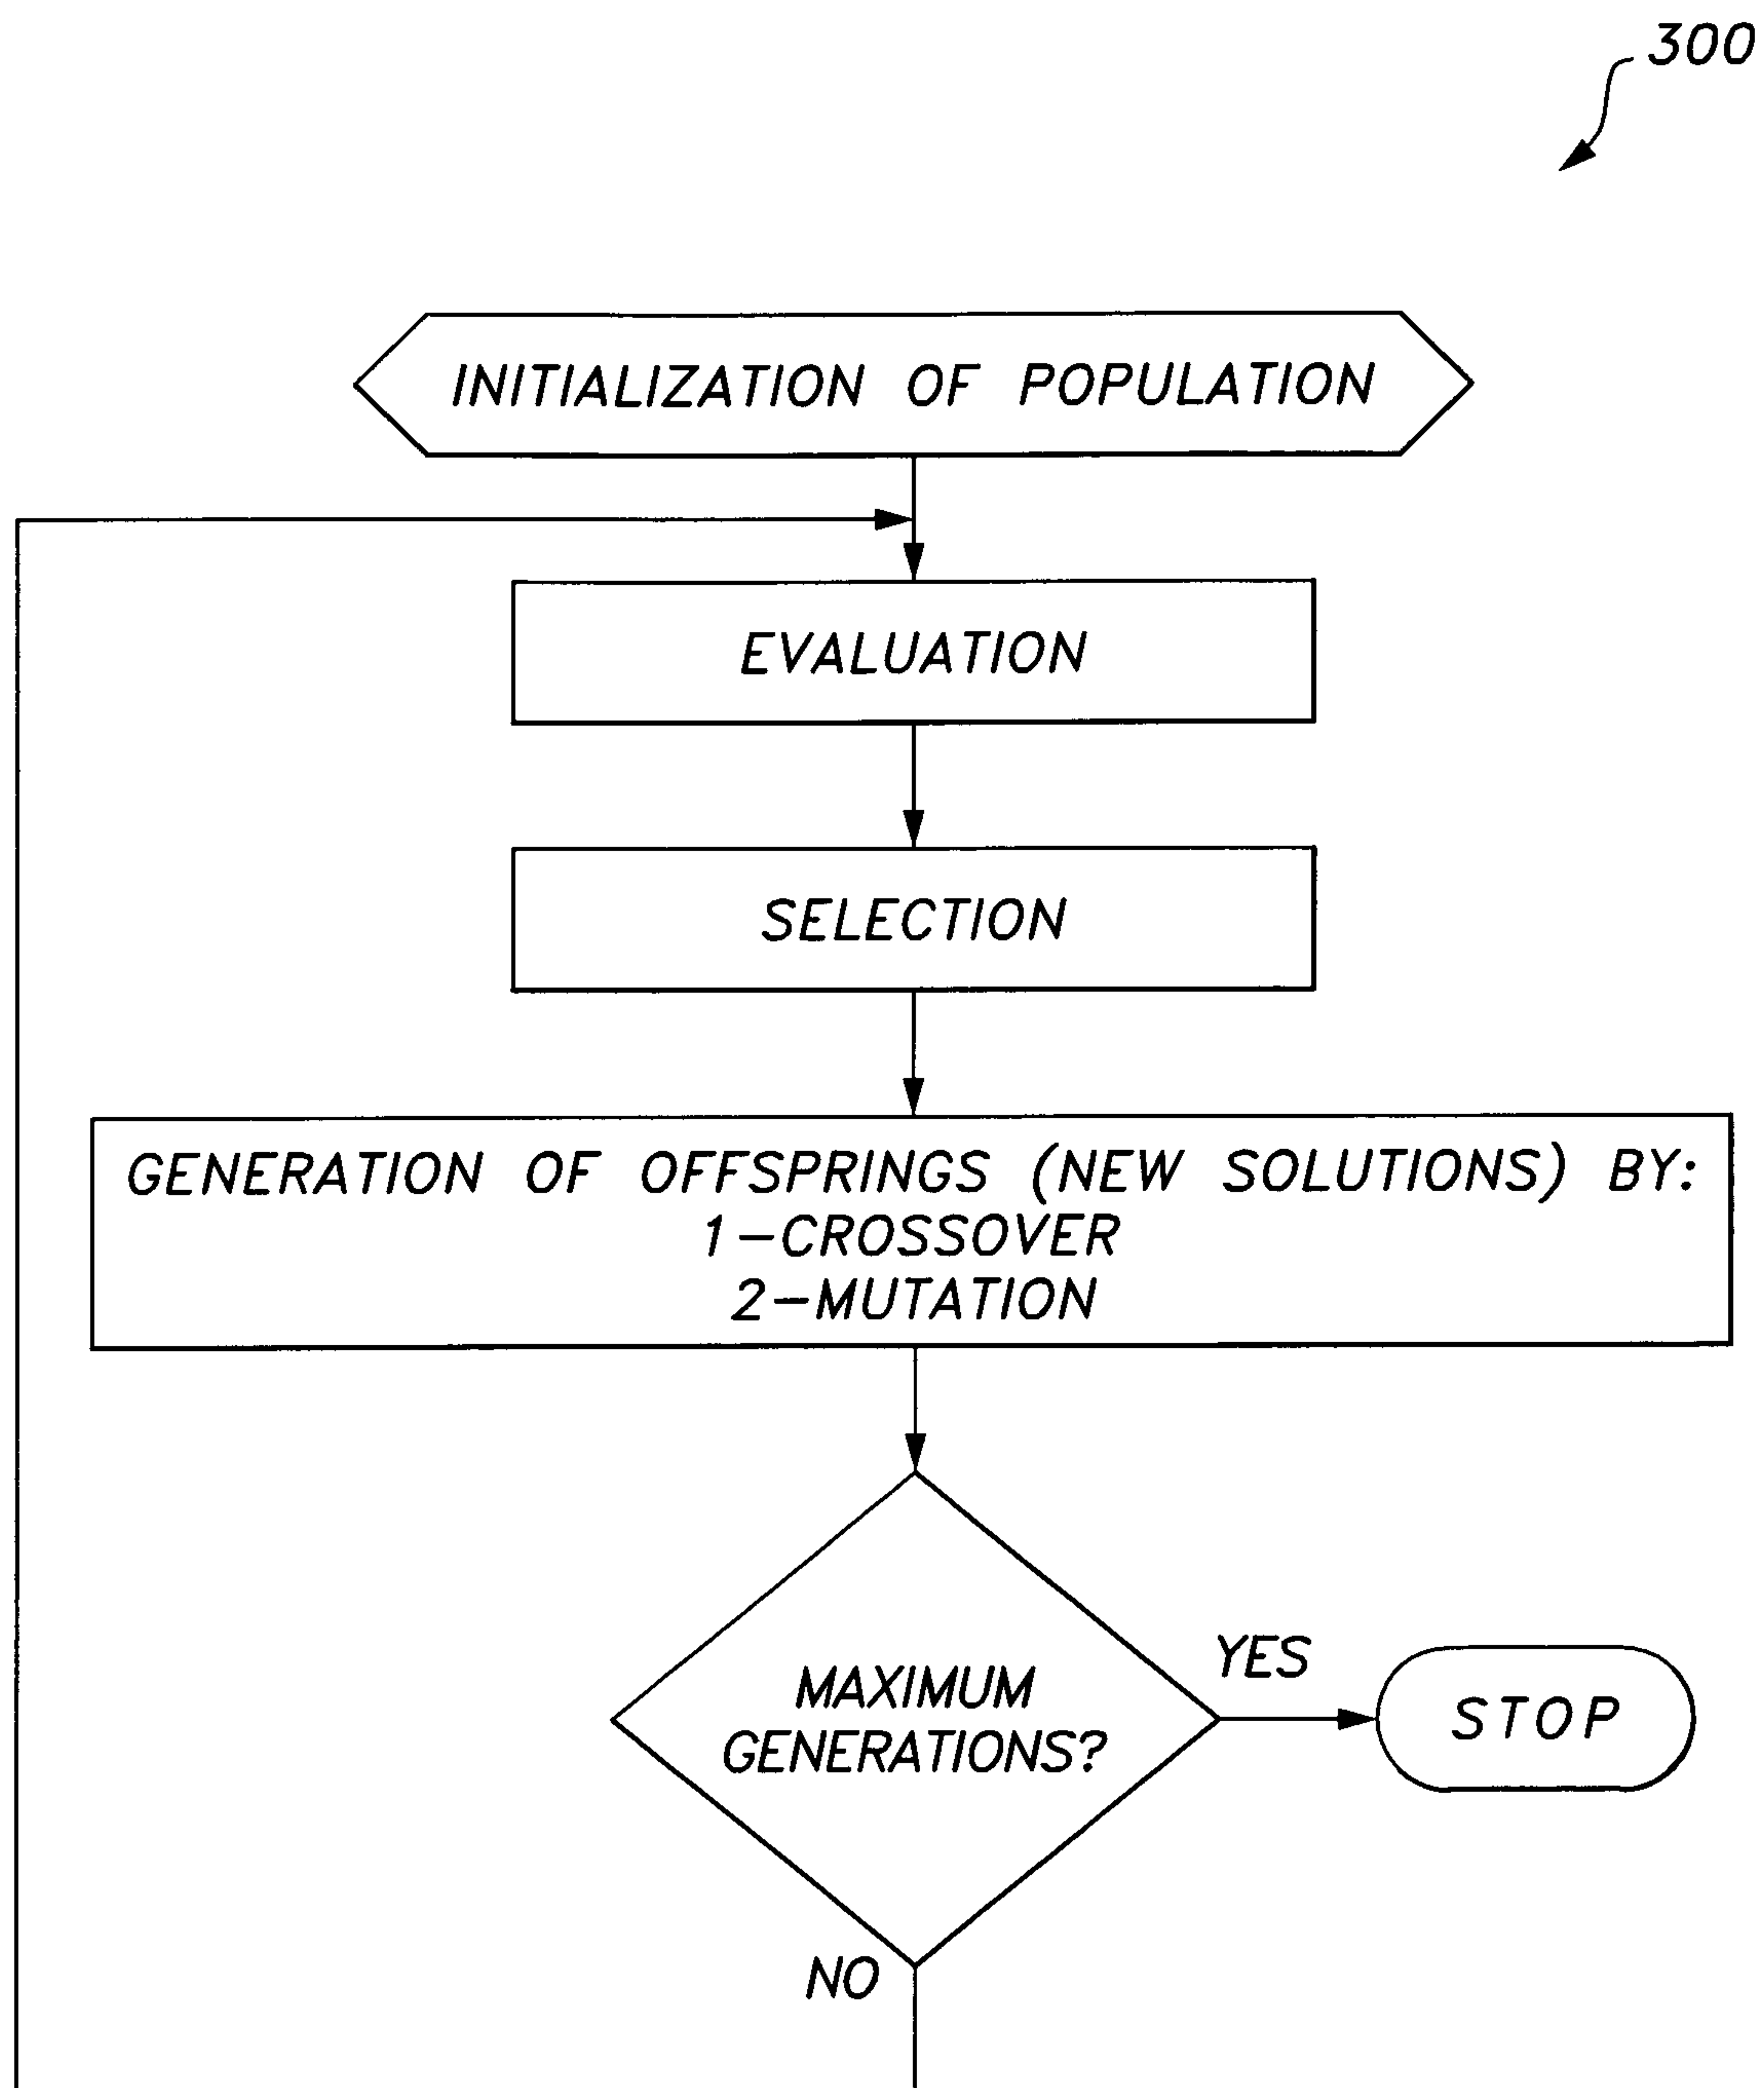 300
INITIALIZATION OF POPULATION
EVALUATION
SELECTION
GENERATION OF OFFSPRINGS (NEW SOLUTIONS) BY:
1-CROSSOVER
2-MUTATION
MAXIMUM
GENERATIONS?
YES
STOP
NO